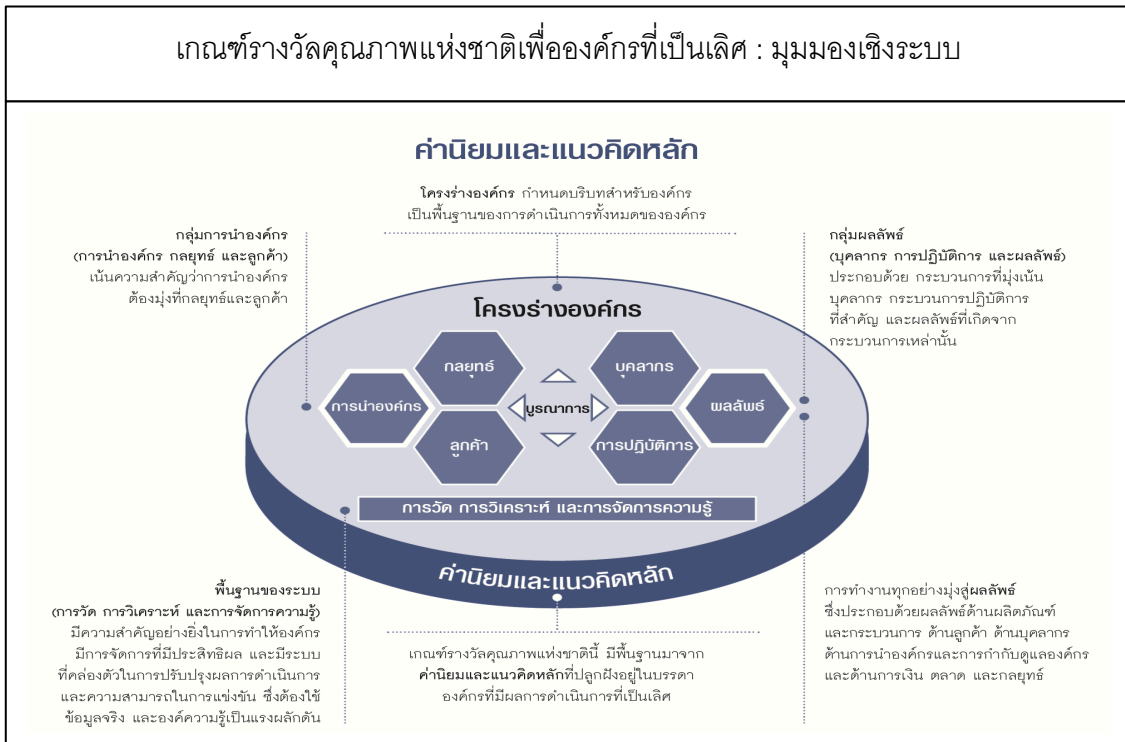 เกณฑ์รางวัลคุณภาพแห่งชาติเพื่อองค์กรที่เป็นเลิศ : มุมมองเชิงระบบ
ค่านิยมและแนวคิดหลัก
โครงร่างองค์กร กำหนดบริบทสำหรับองค์กร
เป็นพื้นฐานของการดำเนินการทั้งหมดขององค์กร
กลุ่มการนำองค์กร
(การนำองค์กร กลยุทธ์ และลูกค้า)
เน้นความสำคัญว่าการนำองค์กร
ต้องมุ่งที่กลยุทธ์และลูกค้า
กลุ่มผลลัพธ์
(บุคลากร การปฏิบัติการ และผลลัพธ์)
ประกอบด้วย กระบวนการที่มุ่งเน้น
บุคลากร กระบวนการปฏิบัติการ
ที่สำคัญ และผลลัพธ์ที่เกิดจาก
กระบวนการเหล่านั้น
โครงร่างองค์กร
กลยุทธ์
บุคลากร
การนำองค์กร
บูรณาการ
ผลลัพธ์
ลูกค้า
การปฏิบัติการ
การวัด การวิเคราะห์ และการจัดการความรู้
ค่านิยมและแนวคิดหลัก
พื้นฐานของระบบ
(การวัด การวิเคราะห์ และการจัดการความรู้)
มีความสำคัญอย่างยิ่งในการทำให้องค์กร
มีการจัดการที่มีประสิทธิผล และมีระบบ
ที่คล่องตัวในการปรับปรุงผลการดำเนินการ
และความสามารถในการแข่งขัน ซึ่งต้องใช้
ข้อมูลจริง และองค์ความรู้เป็นแรงผลักดัน
เกณฑ์รางวัลคุณภาพแห่งชาตินี้ มีพื้นฐานมาจาก
ค่านิยมและแนวคิดหลักที่ปลูกฝังอยู่ในบรรดา
องค์กรที่มีผลการดำเนินการที่เป็นเลิศ
การทำงานทุกอย่างมุ่งสู่ผลลัพธ์
ซึ่งประกอบด้วยผลลัพธ์ด้านผลิตภัณฑ์
และกระบวนการ ด้านลูกค้า ด้านบุคลากร
ด้านการนำองค์กรและการกำกับดูแลองค์กร
และด้านการเงิน ตลาด และกลยุทธ์